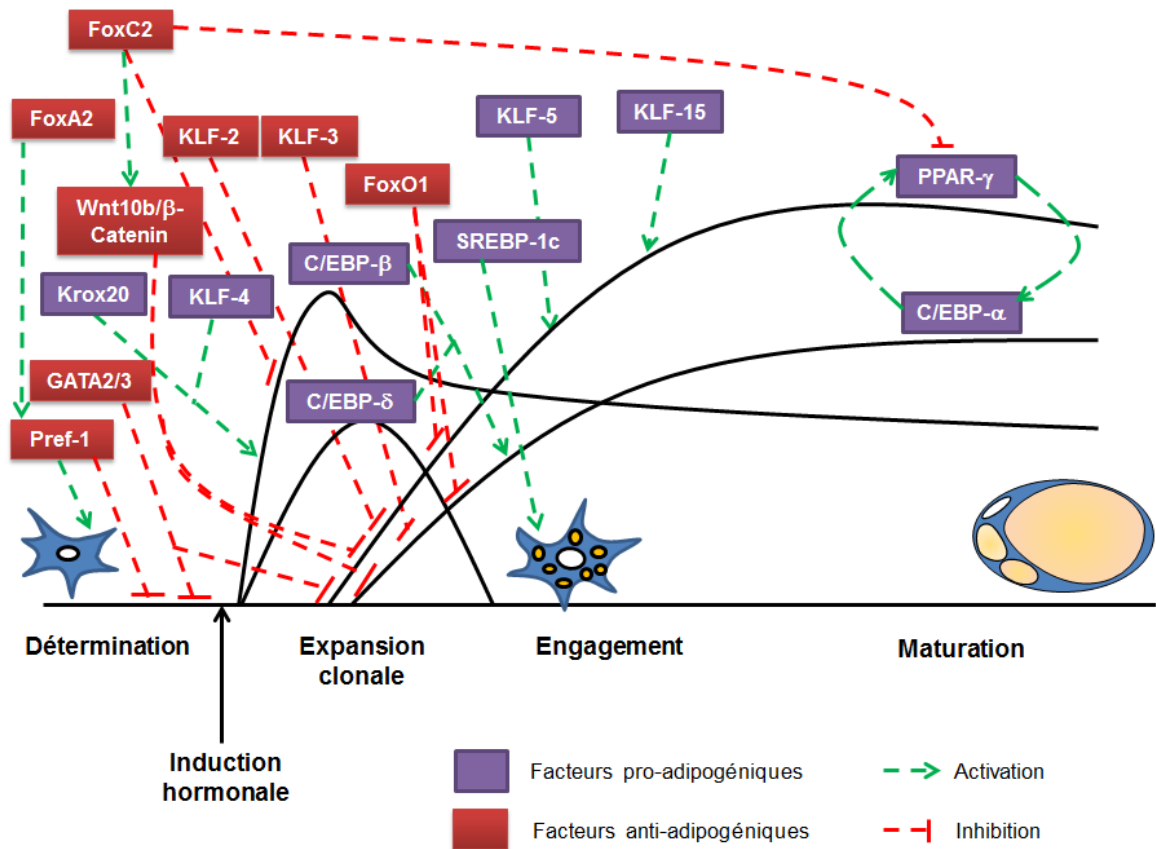 FoxC2
FoxA2
KLF-2
KLF-3
KLF-5
KLF-15
FoxO1
PPAR-γ
Wnt10b/β-
Catenin
SREBP-1c
C/EBP-β
Krox20
KLF-4
C/EBP-α
GATA2/3
C/EBP-δ
Pref-1
Détermination
Expansion
clonale
Engagement
Maturation
Induction
hormonale
Facteurs pro-adipogéniques
Activation
Facteurs anti-adipogéniques
Inhibition